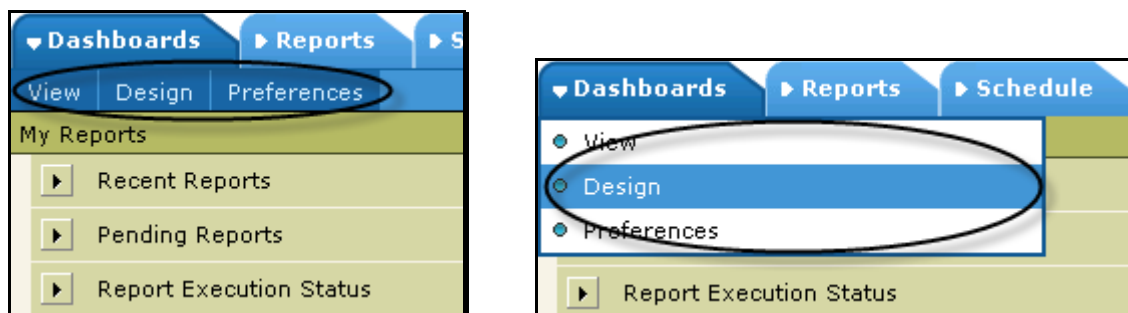 Dashboards Reports S
View Design Preferences
My Reports
Recent Reports
Pending Reports
Report Execution Status
Dashboards Reports Schedule
View
Design
Preferences
Report Execution Status